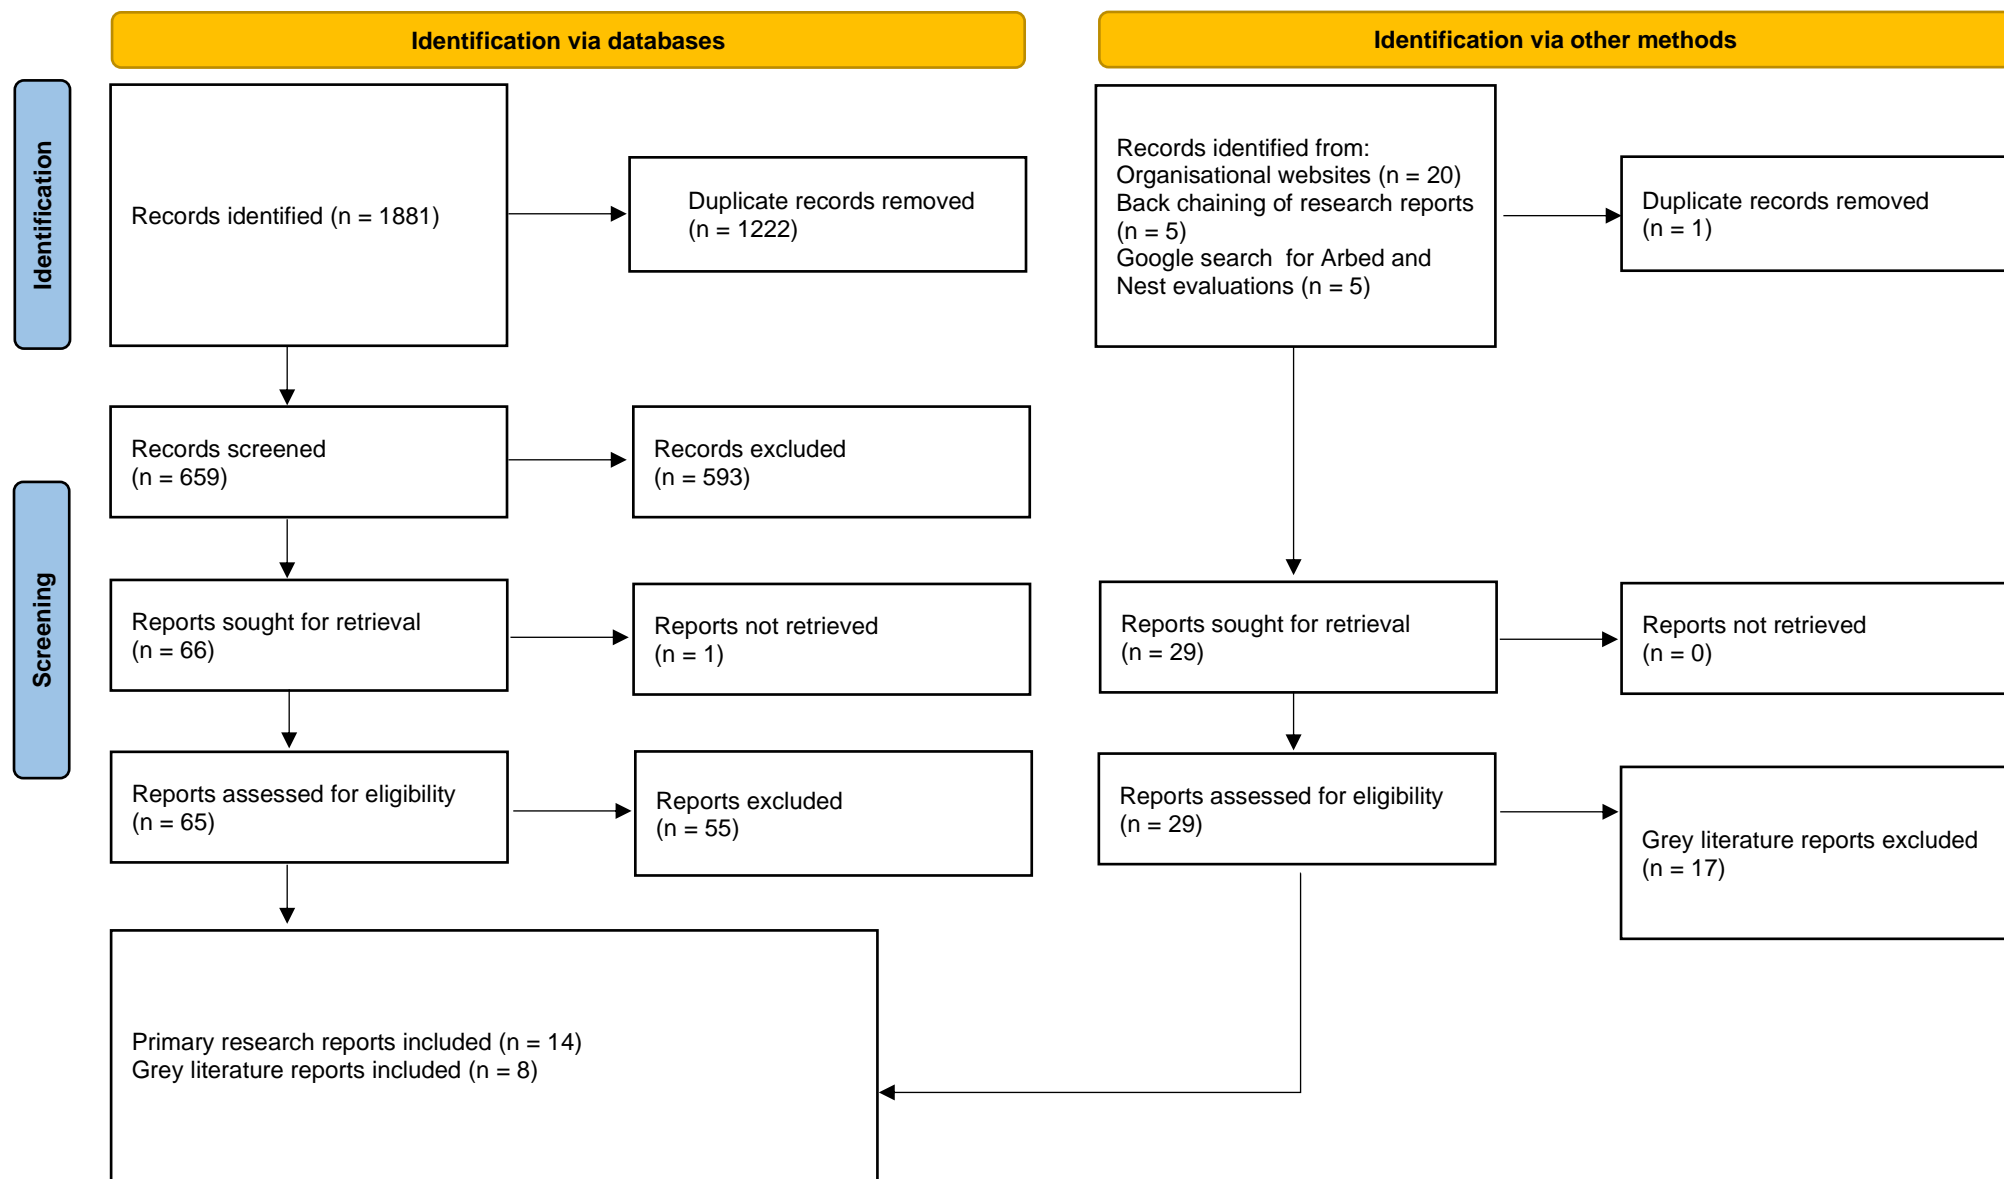 Identification via databases
Identification via other methods
Identification
Records identified (n = 1881)
Duplicate records removed
(n = 1222)
Records identified from:
Organisational websites (n = 20)
Back chaining of research reports
(n = 5)
Google search  for Arbed and
Nest evaluations (n = 5)
Duplicate records removed
(n = 1)
Screening
Records screened
(n = 659)
Records excluded
(n = 593)
Reports sought for retrieval
(n = 66)
Reports not retrieved
(n = 1)
Reports sought for retrieval
(n = 29)
Reports not retrieved
(n = 0)
Reports assessed for eligibility
(n = 65)
Reports excluded
(n = 55)
Reports assessed for eligibility
(n = 29)
Grey literature reports excluded
(n = 17)
Primary research reports included (n = 14)
Grey literature reports included (n = 8)